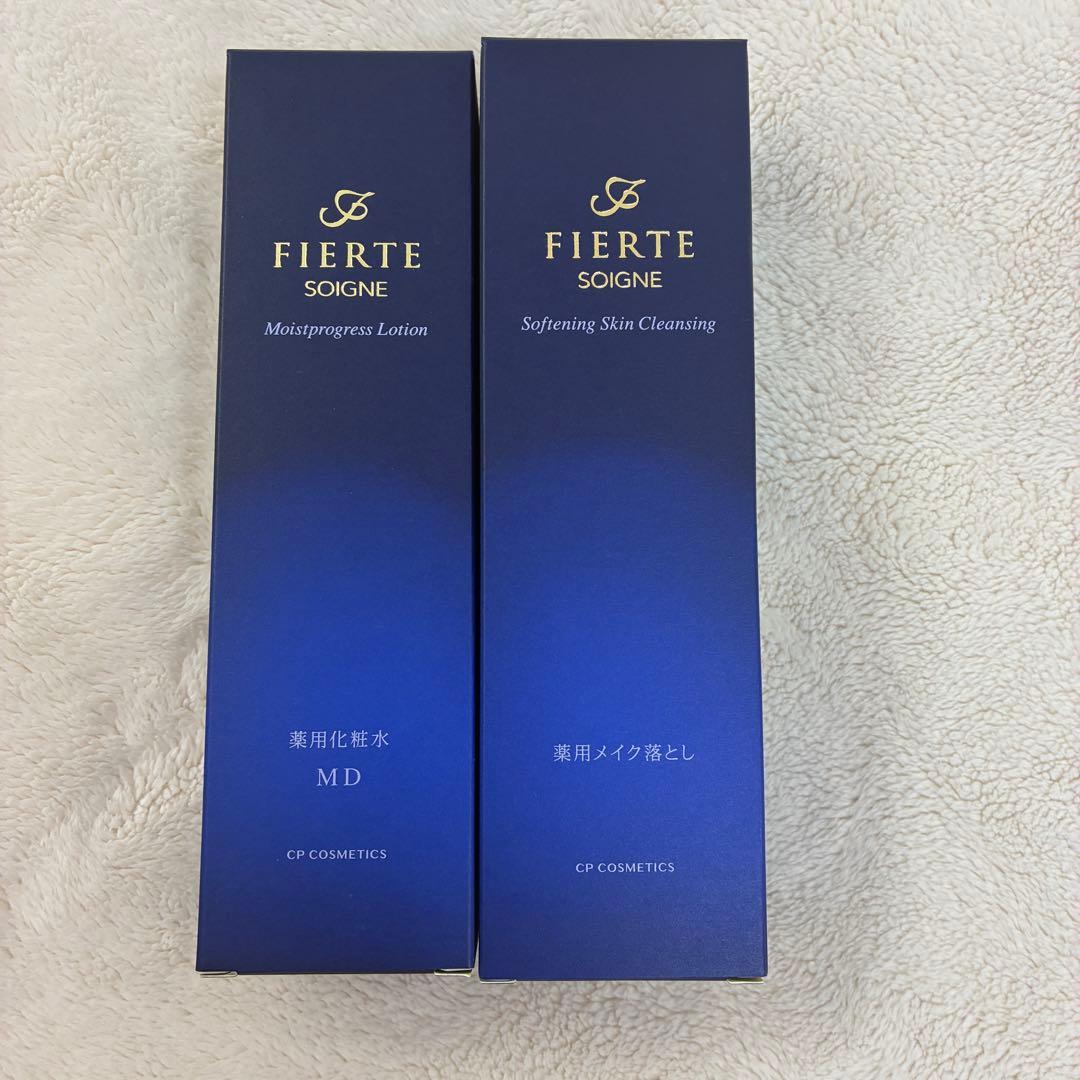 FIERTE
SOIGNE
Moistprogress Lotion
薬用化粧水
MD
CP COSMETICS
FIERTE
SOIGNE
Softening Skin Cleansing
薬用メイク落とし
CP COSMETICS